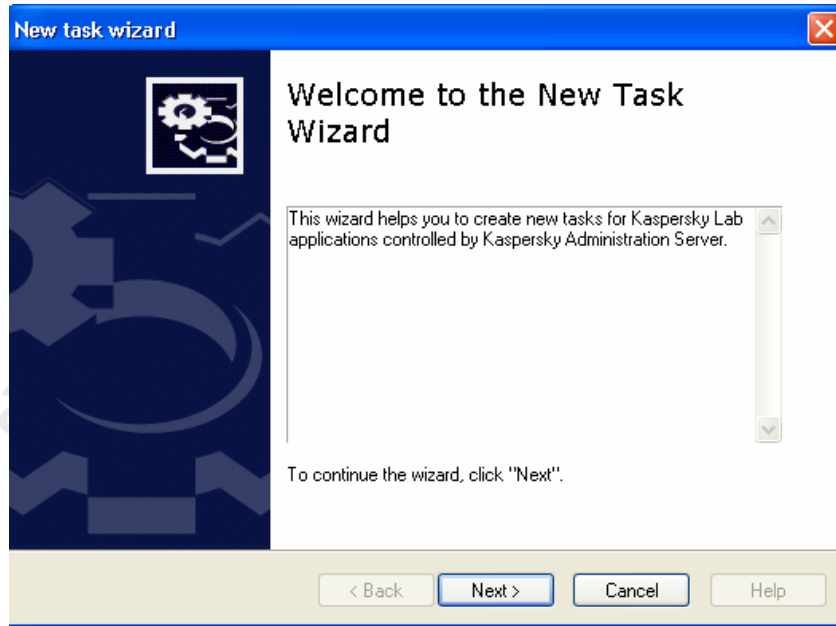 New task wizard
Welcome to the New Task
Wizard
This wizard helps you to create new tasks for Kaspersky Lab
applications controlled by Kaspersky Administration Server.
To continue the wizard, click "Next".
< Back Next > Cancel Help